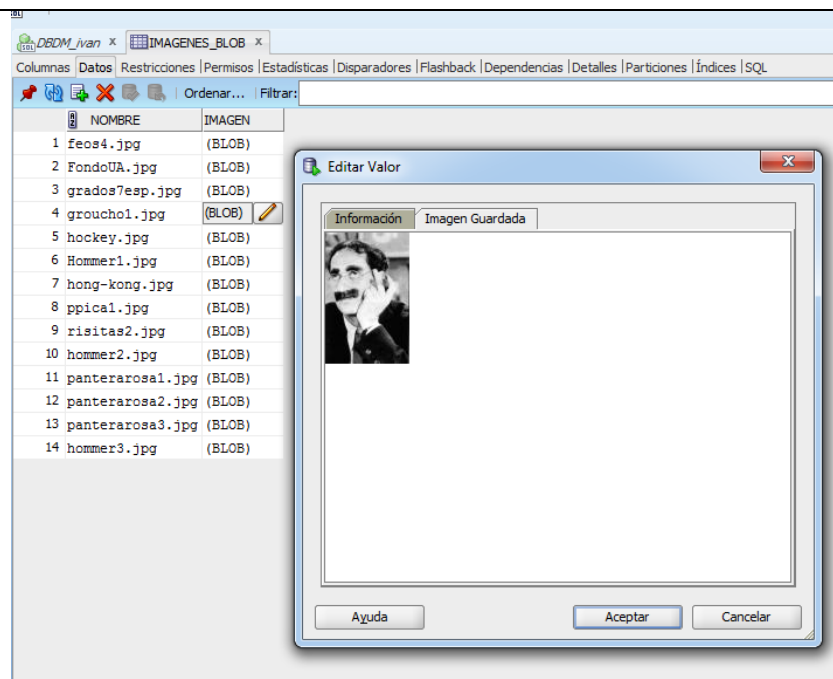 DBDM_ivan x IMAGENES_BLOB x
Columnas Datos Restricciones |Permisos |Estadísticas |Disparadores |Flashback |Dependencias |Detalles |Particiones |Índices |SQL
Ordenar... Filtrar:
NOMBRE IMAGEN
1 feos4.jpg (BLOB)
2 FondoUA.jpg (BLOB)
3 grados7esp.jpg (BLOB)
4 groucho1.jpg (BLOB)
5 hockey.jpg (BLOB)
6 Hommer1.jpg (BLOB)
7 hong-kong.jpg (BLOB)
8 ppica1.jpg (BLOB)
9 risitas2.jpg (BLOB)
10 hommer2.jpg (BLOB)
11 panterarosa1.jpg (BLOB)
12 panterarosa2.jpg (BLOB)
13 panterarosa3.jpg (BLOB)
14 hommer3.jpg (BLOB)
Editar Valor
Información Imagen Guardada
Ayuda Aceptar Cancelar